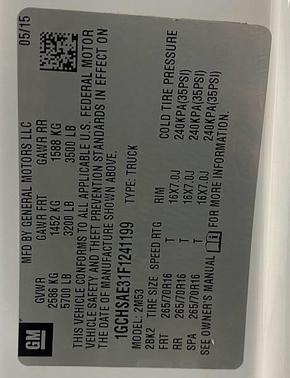 GM
MFD BY GENERAL MOTORS LLC 05/15
GVWR GAWR FRT GAWR RR
2586 KG 1452 KG 1588 KG
5700 LB 3200 LB 3500 LB
THIS VEHICLE CONFORMS TO ALL APPLICABLE U.S. FEDERAL MOTOR
VEHICLE SAFETY AND THEFT PREVENTION STANDARDS IN EFFECT ON
THE DATE OF MANUFACTURE SHOWN ABOVE.
1GCHSAE31F1241199 TYPE: TRUCK
MODEL: 2M53
2BK2 TIRE SIZE SPEED RTG RIM COLD TIRE PRESSURE
FRT 265/70R16 T 16X7.0J 240KPA(35PSI)
RR 265/70R16 T 16X7.0J 240KPA(35PSI)
SPA 265/70R16 T 16X7.0J 240KPA(35PSI)
SEE OWNER'S MANUAL FOR MORE INFORMATION.